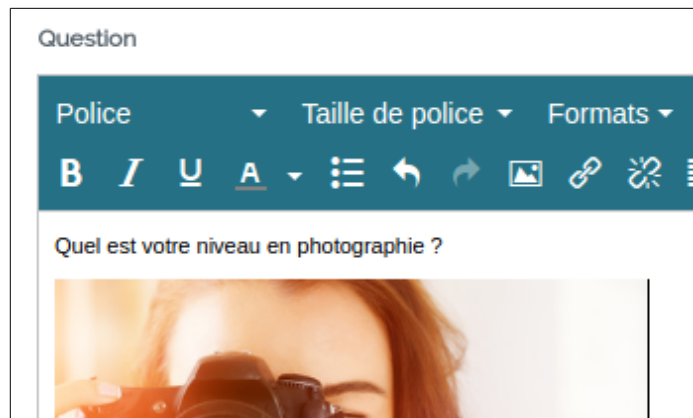 Question
Police Taille de police Formats
B I U A
Quel est votre niveau en photographie ?